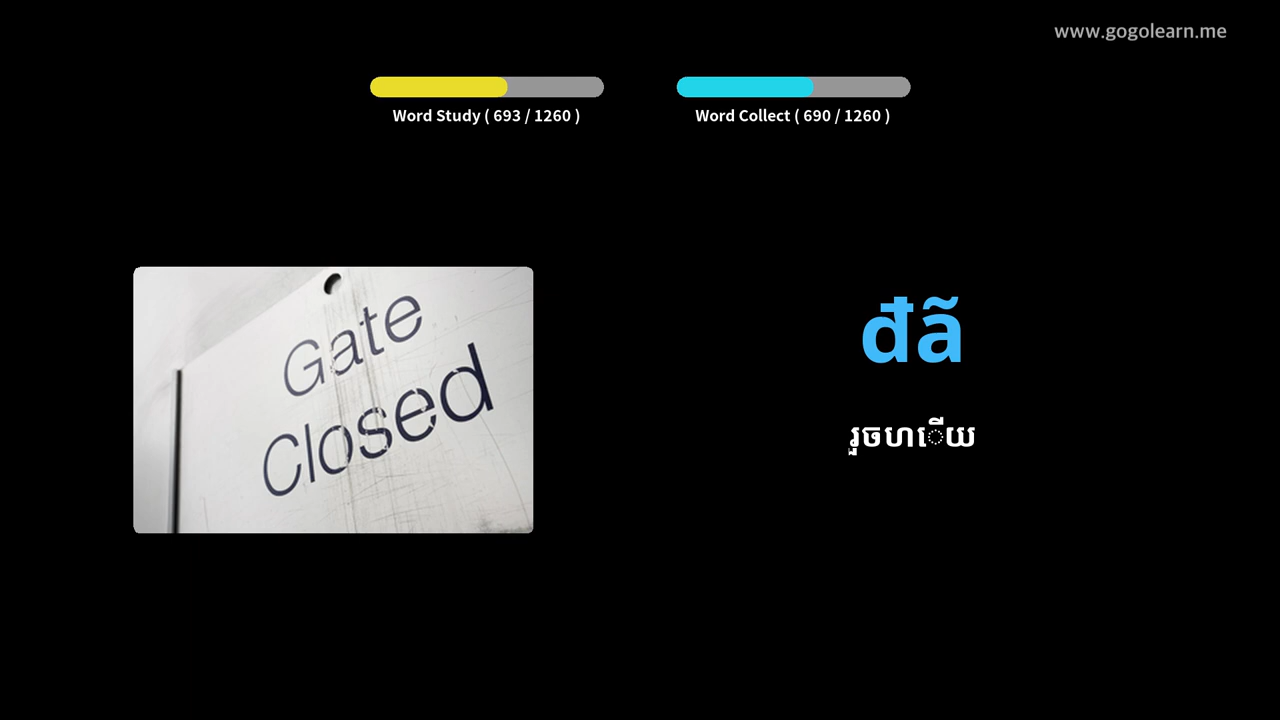 www.gogolearn.me
Word Study ( 693 / 1260 )
Word Collect ( 690 / 1260 )
Gate
Closed
đã
រួចហើយ